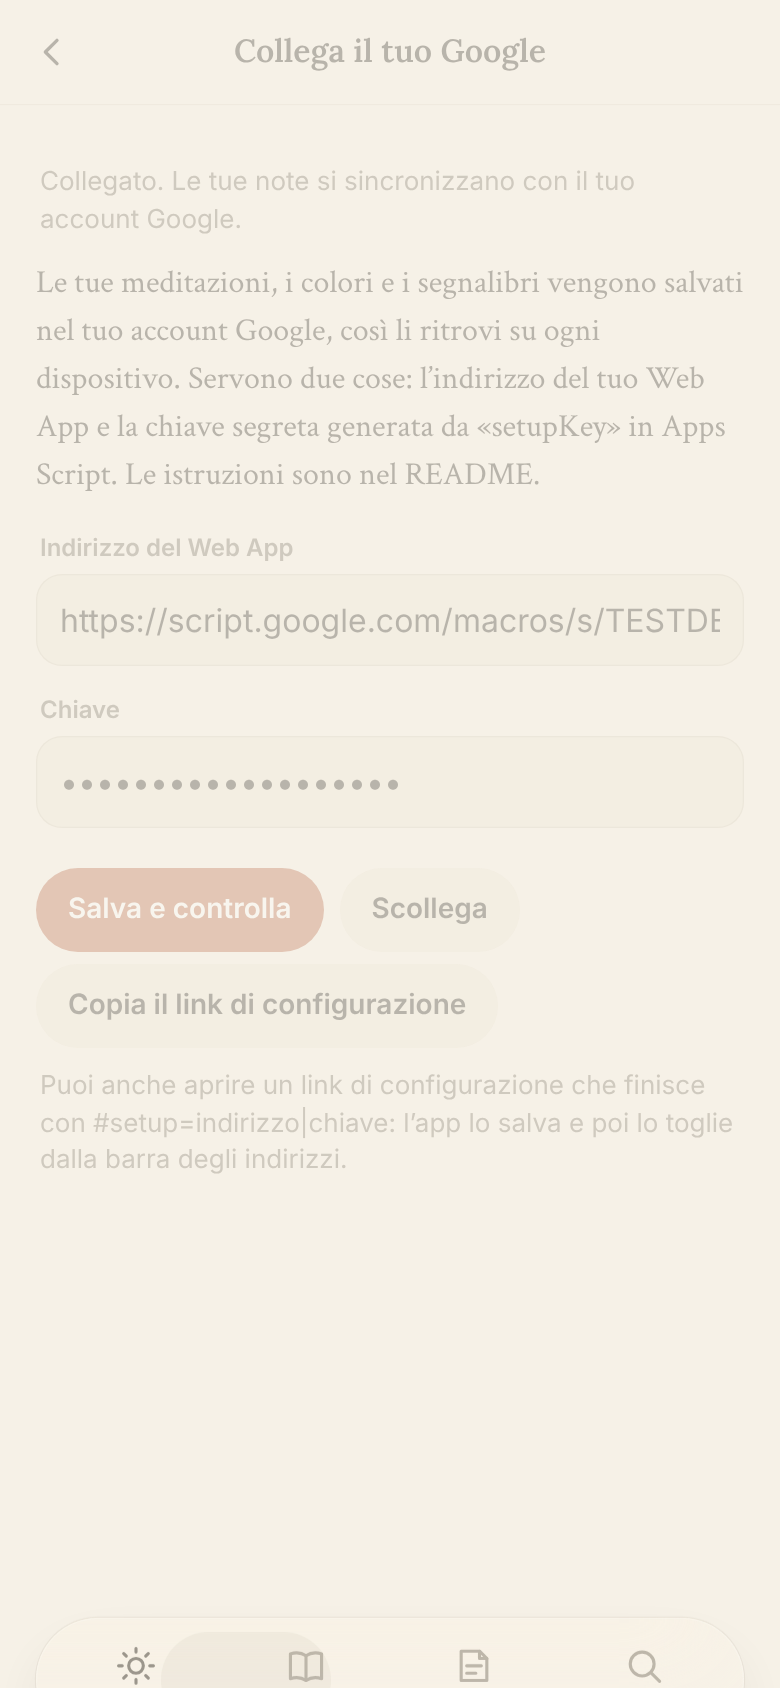 Collega il tuo Google
Collegato. Le tue note si sincronizzano con il tuo
account Google.
Le tue meditazioni, i colori e i segnalibri vengono salvati
nel tuo account Google, così li ritrovi su ogni
dispositivo. Servono due cose: l’indirizzo del tuo Web
App e la chiave segreta generata da «setupKey» in Apps
Script. Le istruzioni sono nel README.
Indirizzo del Web App
https://script.google.com/macros/s/TESTDE
Chiave
•••••••••••••••••••
Salva e controlla
Scollega
Copia il link di configurazione
Puoi anche aprire un link di configurazione che finisce
con #setup=indirizzo|chiave: l’app lo salva e poi lo toglie
dalla barra degli indirizzi.